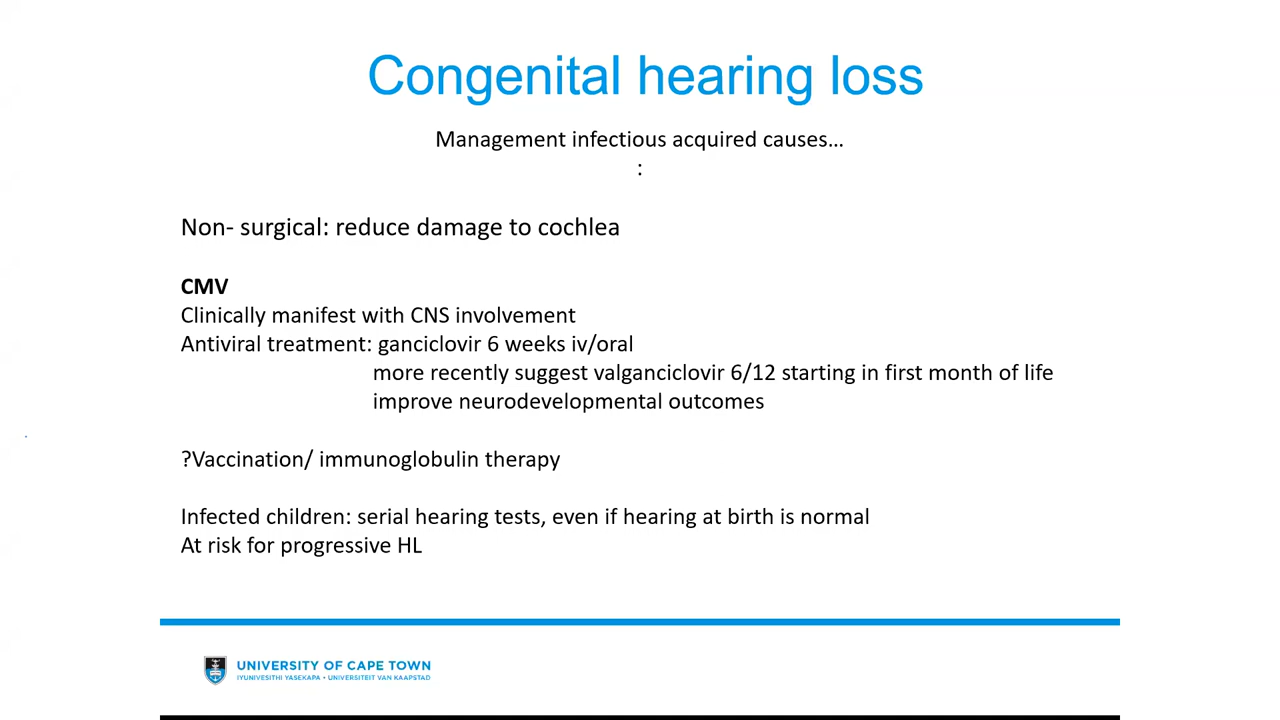 Congenital hearing loss
Management infectious acquired causes…
:
Non- surgical: reduce damage to cochlea
CMV
Clinically manifest with CNS involvement
Antiviral treatment: ganciclovir 6 weeks iv/oral
more recently suggest valganciclovir 6/12 starting in first month of life
improve neurodevelopmental outcomes
?Vaccination/ immunoglobulin therapy
Infected children: serial hearing tests, even if hearing at birth is normal
At risk for progressive HL
UNIVERSITY OF CAPE TOWN
IYUNIVESITHI YASEKAPA • UNIVERSITEIT VAN KAAPSTAD